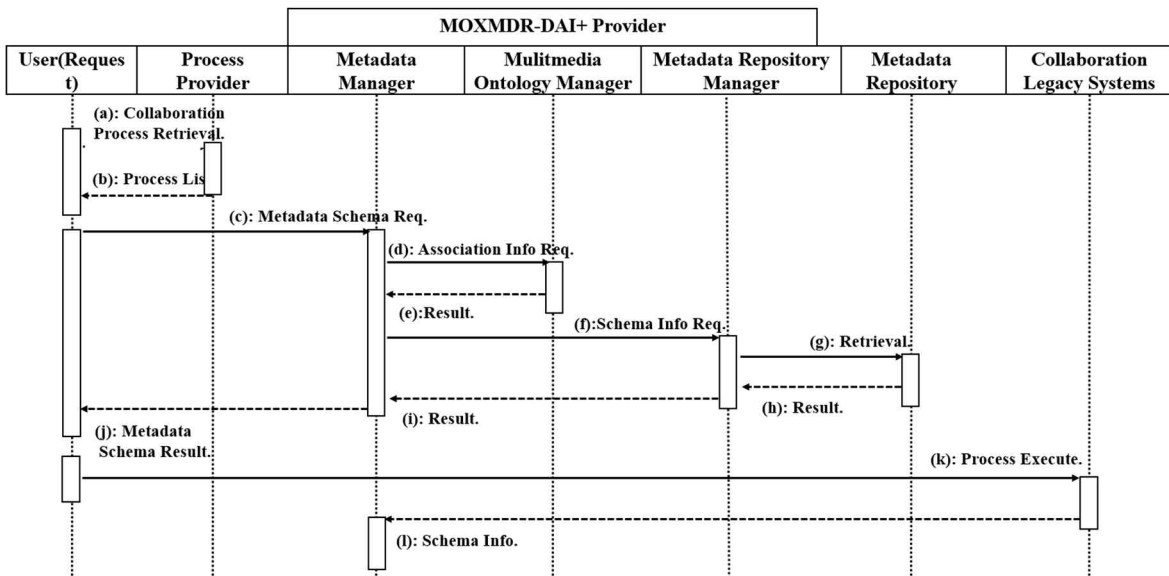 MOXMDR-DAI+ Provider
User(Reques
t)
Process
Provider
Metadata
Manager
Mulitmedia
Ontology Manager
Metadata Repository
Manager
Metadata
Repository
Collaboration
Legacy Systems
(a): Collaboration
Process Retrieval.
(b): Process Lis
(c): Metadata Schema Req.
(d): Association Info Req.
(e):Result.
(f):Schema Info Req.
(g): Retrieval.
(h): Result.
(i): Result.
(j): Metadata
Schema Result.
(k): Process Execute.
(l): Schema Info.